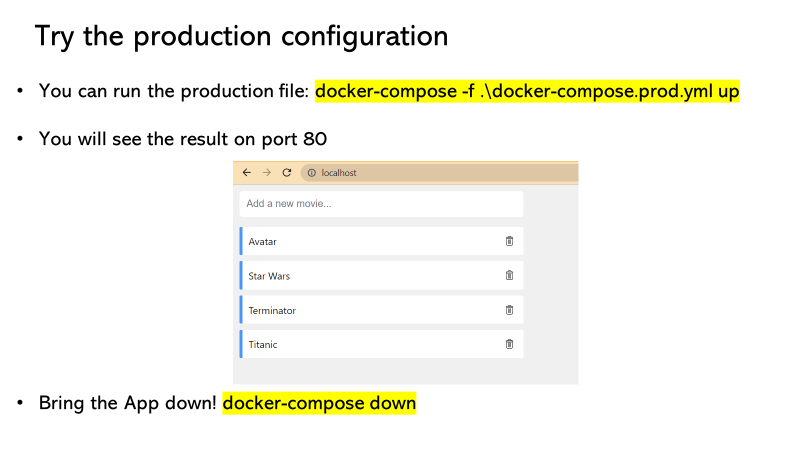 Try the production configuration
• You can run the production file: docker-compose -f .\docker-compose.prod.yml up
• You will see the result on port 80
localhost
Add a new movie...
Avatar
Star Wars
Terminator
Titanic
• Bring the App down! docker-compose down